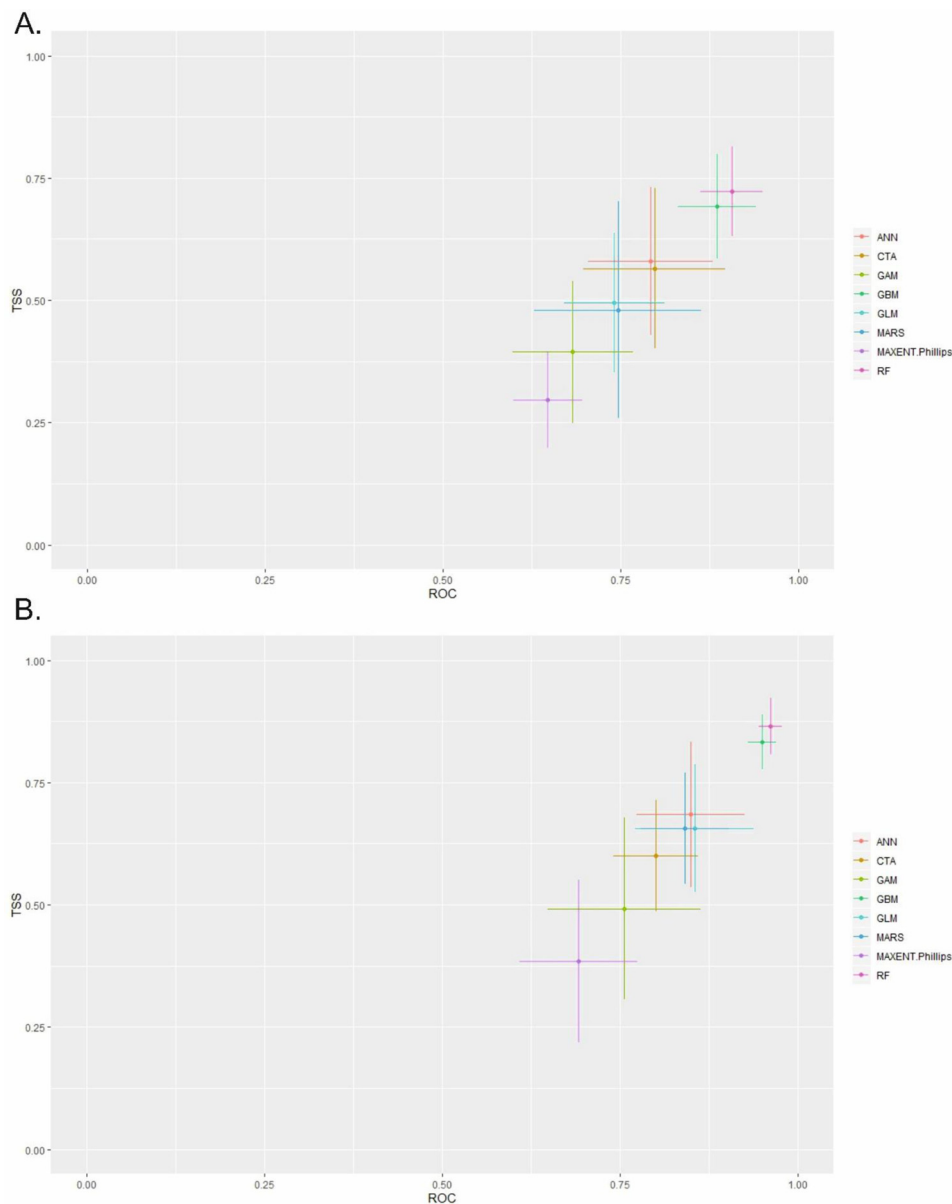 A.
1.00
0.75
0.50
0.25
0.00
TSS
0.00 0.25 0.50 0.75 1.00
ROC
ANN
CTA
GAM
GBM
GLM
MARS
MAXENT.Phillips
RF
B.
1.00
0.75
0.50
0.25
0.00
TSS
0.00 0.25 0.50 0.75 1.00
ROC
ANN
CTA
GAM
GBM
GLM
MARS
MAXENT.Phillips
RF